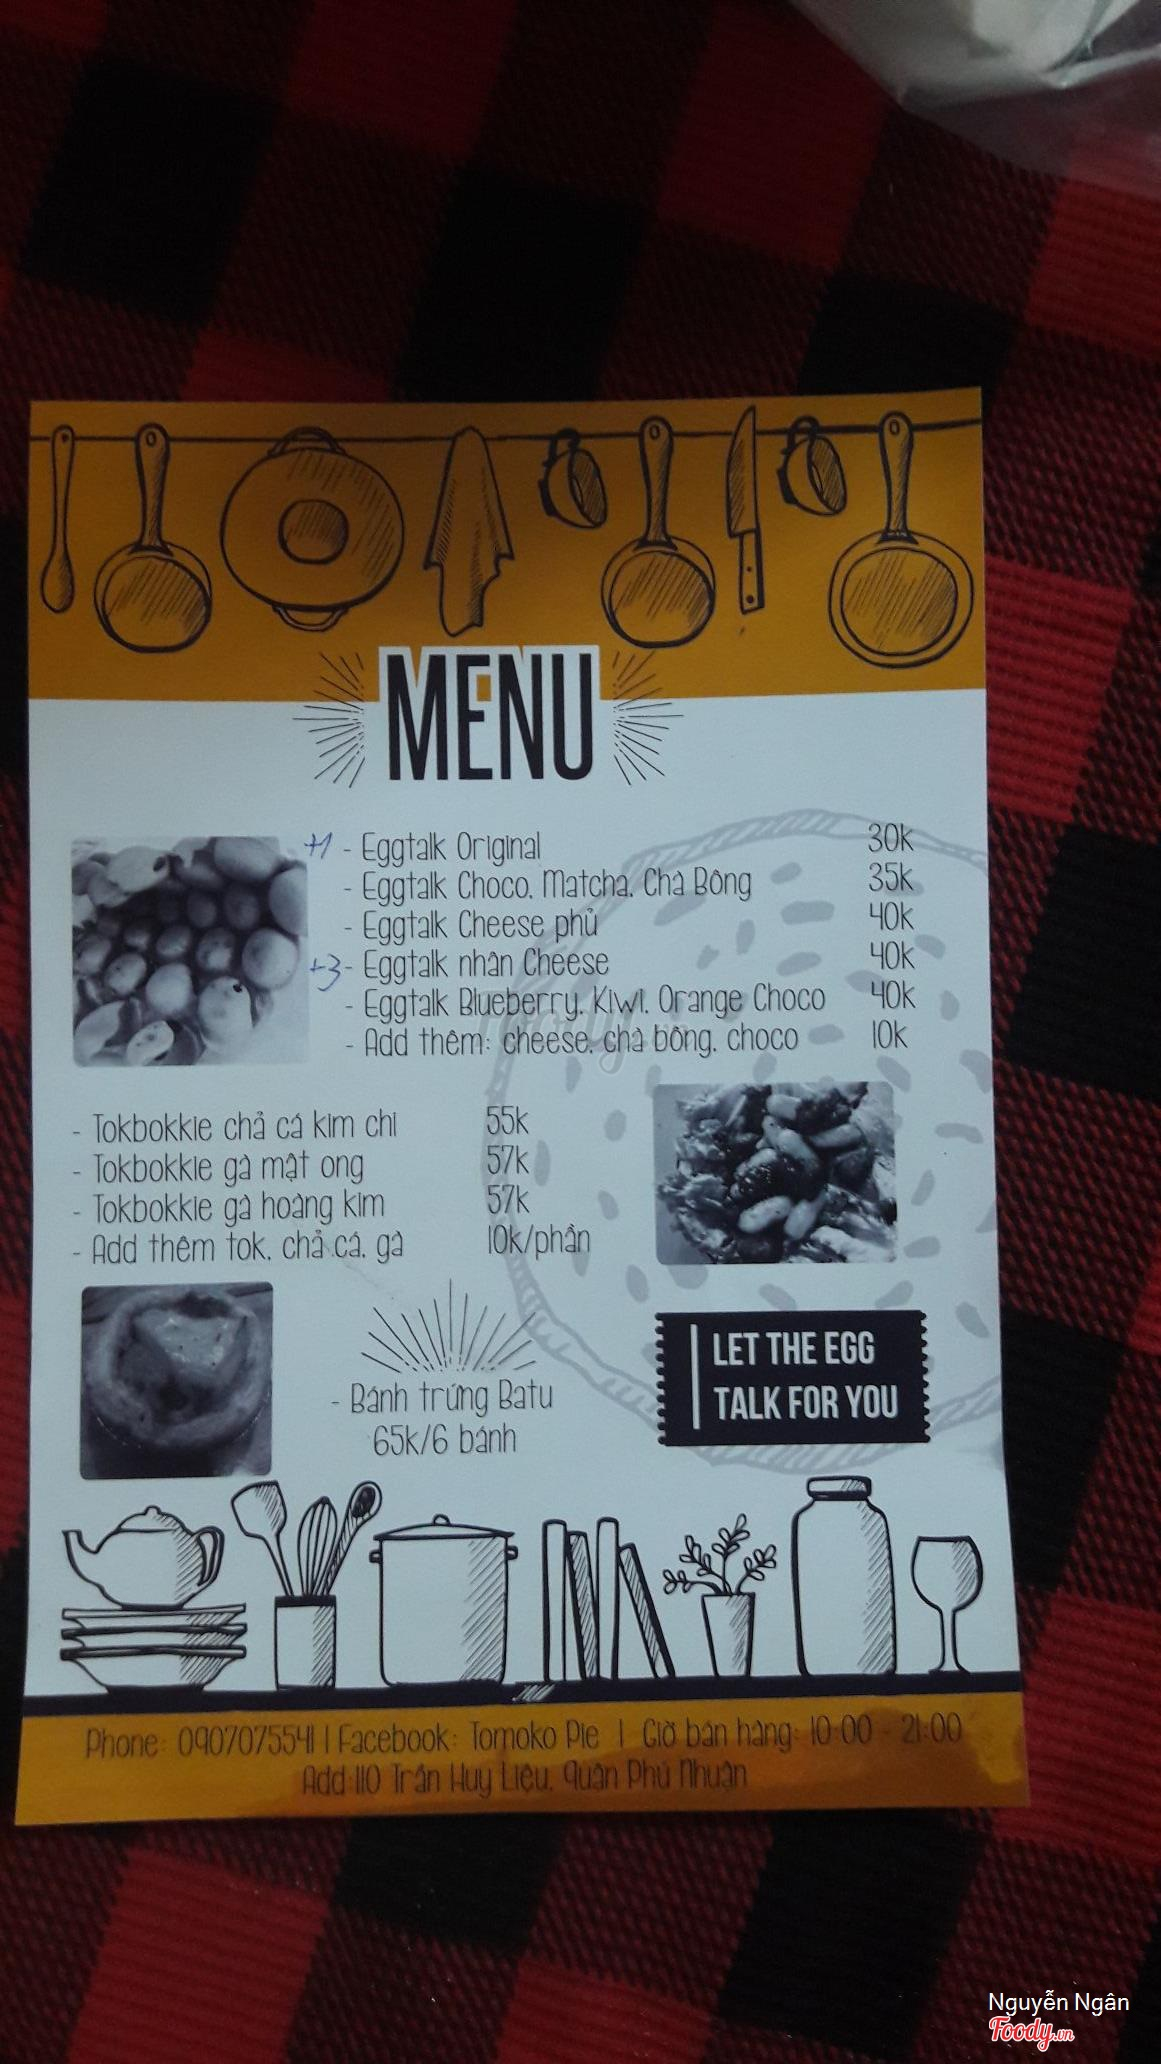 MENU
+1 - Eggtalk Original 30k
- Eggtalk Choco, Matcha, Chà Bông 35k
- Eggtalk Cheese phủ 40k
+3 - Eggtalk nhân Cheese 40k
- Eggtalk Blueberry, Kiwi, Orange Choco 40k
- Add thêm: cheese, chà bông, choco 10k
- Tokbokkie chả cá kim chi 55k
- Tokbokkie gà mật ong 57k
- Tokbokkie gà hoàng kim 57k
- Add thêm tok, chả cá, gà 10k/phần
- Bánh trứng Batu
65k/6 bánh
LET THE EGG
TALK FOR YOU
Phone: 0907075541 | Facebook: Tomoko Pie | Giờ bán hàng: 10:00 - 21:00
Add:110 Trần Huy Liệu, Quận Phú Nhuận
Nguyễn Ngân
Foody.vn